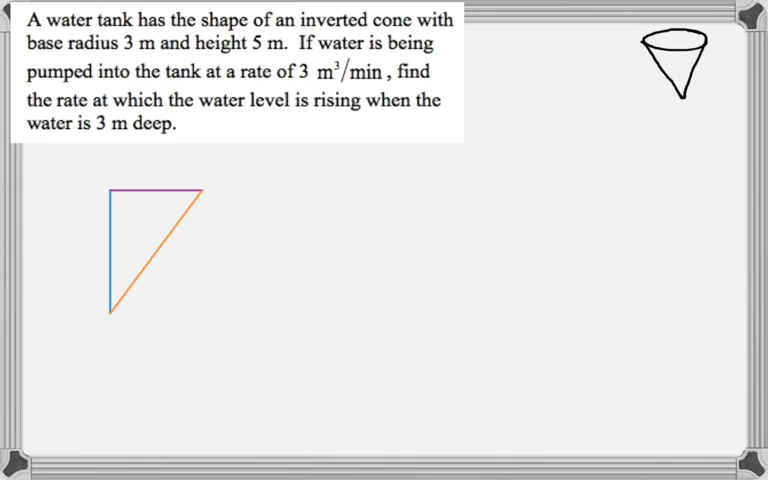 A water tank has the shape of an inverted cone with
base radius 3 m and height 5 m. If water is being
pumped into the tank at a rate of 3 m³/min , find
the rate at which the water level is rising when the
water is 3 m deep.